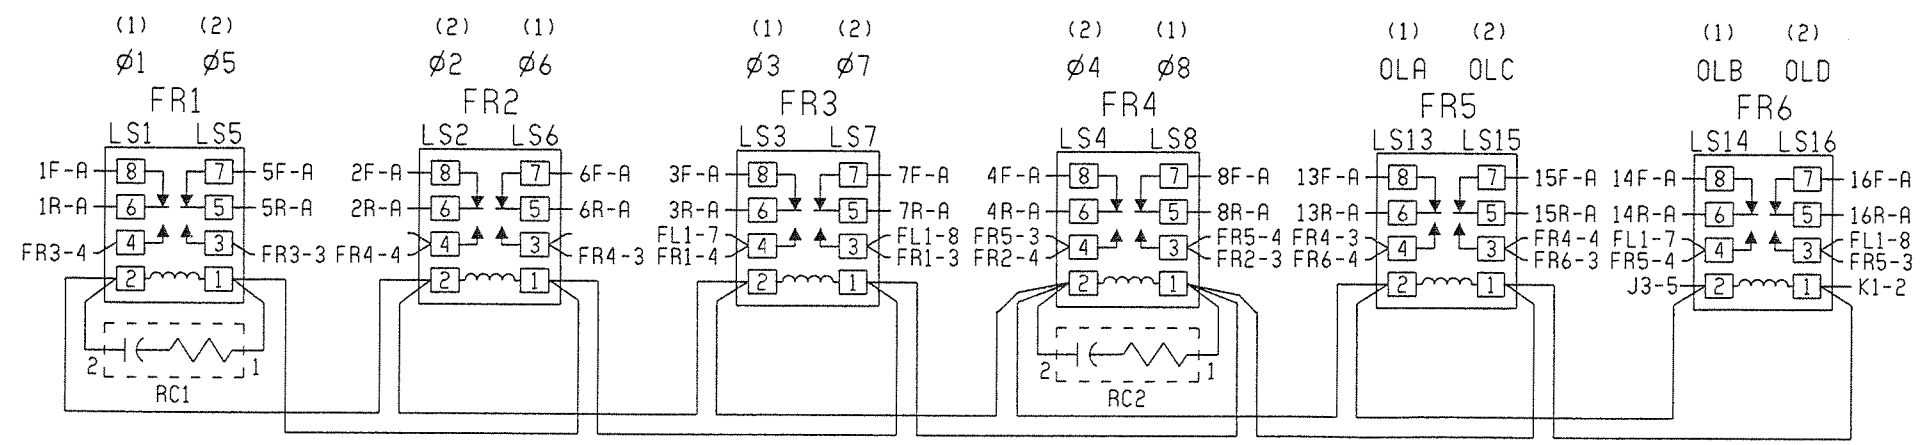 (1) (2) (2) (1) (1) (2) (2) (1) (1) (2) (1) (2)
Ø1 Ø5 Ø2 Ø6 Ø3 Ø7 Ø4 Ø8 OLA OLC OLB OLD
FR1 FR2 FR3 FR4 FR5 FR6
LS1 LS5 LS2 LS6 LS3 LS7 LS4 LS8 LS13 LS15 LS14 LS16
1F-A 8 7 5F-A 2F-A 8 7 6F-A 3F-A 8 7 7F-A 4F-A 8 7 8F-A 13F-A 8 7 15F-A 14F-A 8 7 16F-A
1R-A 6 5 5R-A 2R-A 6 5 6R-A 3R-A 6 5 7R-A 4R-A 6 5 8R-A 13R-A 6 5 15R-A 14R-A 6 5 16R-A
FL1-7 FL1-8 FR5-3 FR5-4 FR4-3 FR4-4 FL1-7 FL1-8
4 3 4 3 4 3 4 3 4 3 4 3
FR3-4 FR3-3 FR4-4 FR4-3 FR1-4 FR1-3 FR2-4 FR2-3 FR6-4 FR6-3 FR5-4 FR5-3
2 1 2 1 2 1 2 1 2 1 J3-5 2 1 K1-2
2 1 2 1
RC1 RC2